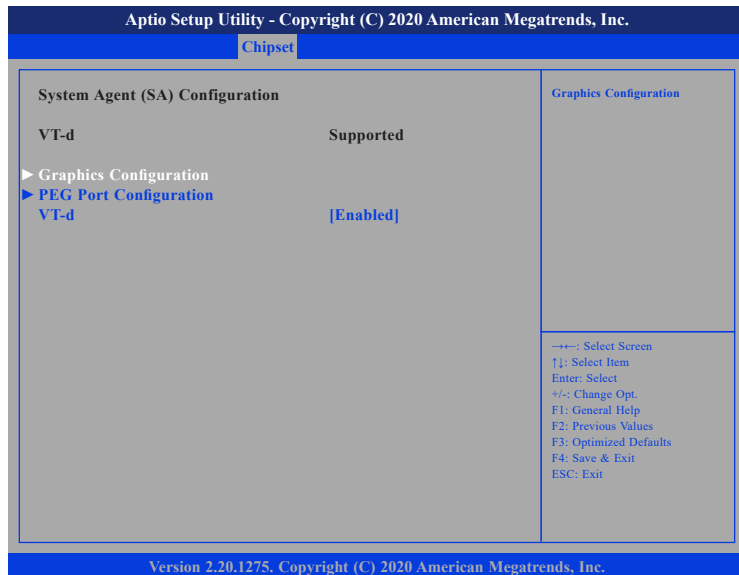 Aptio Setup Utility - Copyright (C) 2020 American Megatrends, Inc.
Chipset
System Agent (SA) Configuration
VT-d Supported
► Graphics Configuration
► PEG Port Configuration
VT-d [Enabled]
Graphics Configuration
→←: Select Screen
↑↓: Select Item
Enter: Select
+/-: Change Opt.
F1: General Help
F2: Previous Values
F3: Optimized Defaults
F4: Save & Exit
ESC: Exit
Version 2.20.1275. Copyright (C) 2020 American Megatrends, Inc.